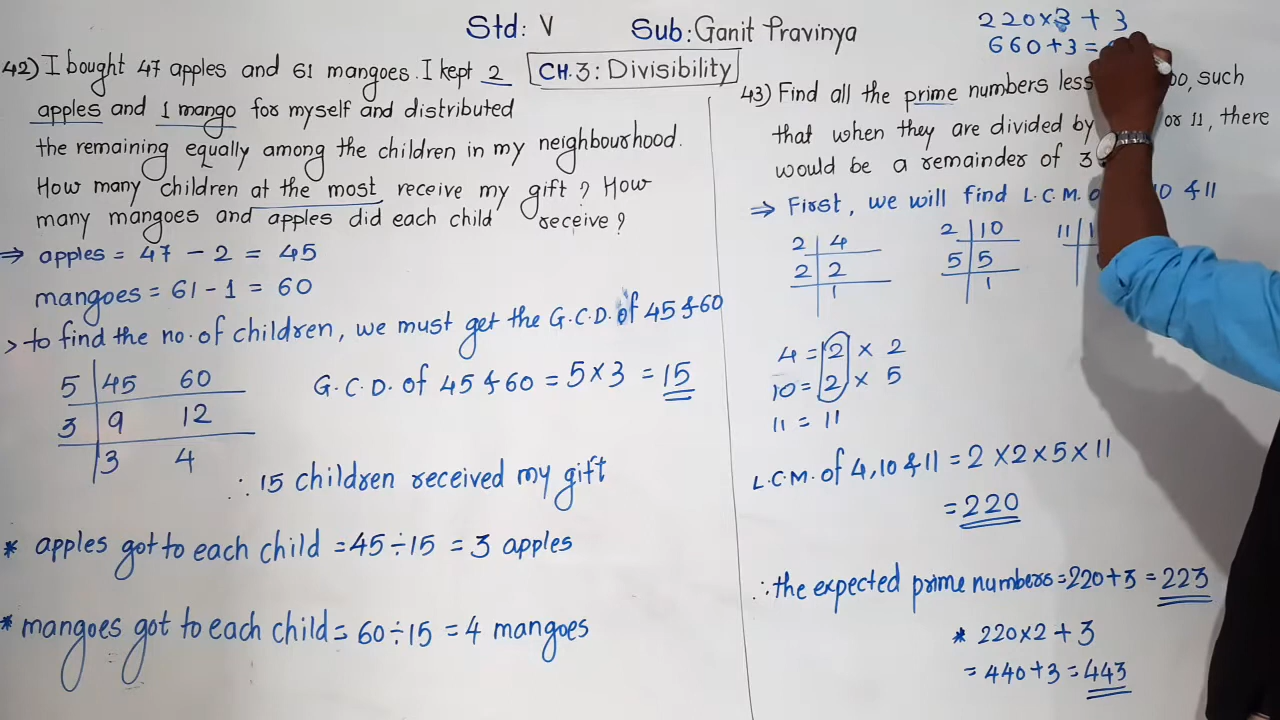 Std: V Sub: Ganit Pravinya
CH.3: Divisibility
42) I bought 47 apples and 61 mangoes. I kept 2
apples and 1 mango for myself and distributed
the remaining equally among the children in my neighbourhood.
How many children at the most receive my gift? How
many mangoes and apples did each child receive?
⇒ apples = 47 - 2 = 45
mangoes = 61 - 1 = 60
> to find the no. of children, we must get the G.C.D. of 45 & 60
5 | 45 60
3 | 9 12
3 4
G.C.D. of 45 & 60 = 5 × 3 = 15
∴ 15 children received my gift
* apples got to each child = 45 ÷ 15 = 3 apples
* mangoes got to each child = 60 ÷ 15 = 4 mangoes
220×3 + 3
660+3 =
43) Find all the prime numbers less such
that when they are divided by or 11, there
would be a remainder of 3
⇒ First, we will find L.C.M. 10 & 11
2 | 4
2 | 2
1
2 | 10
5 | 5
1
11 |
4 = 2 × 2
10 = 2 × 5
11 = 11
L.C.M. of 4, 10 & 11 = 2 × 2 × 5 × 11
= 220
∴ the expected prime numbers = 220 + 3 = 223
* 220×2 + 3
= 440+3 = 443